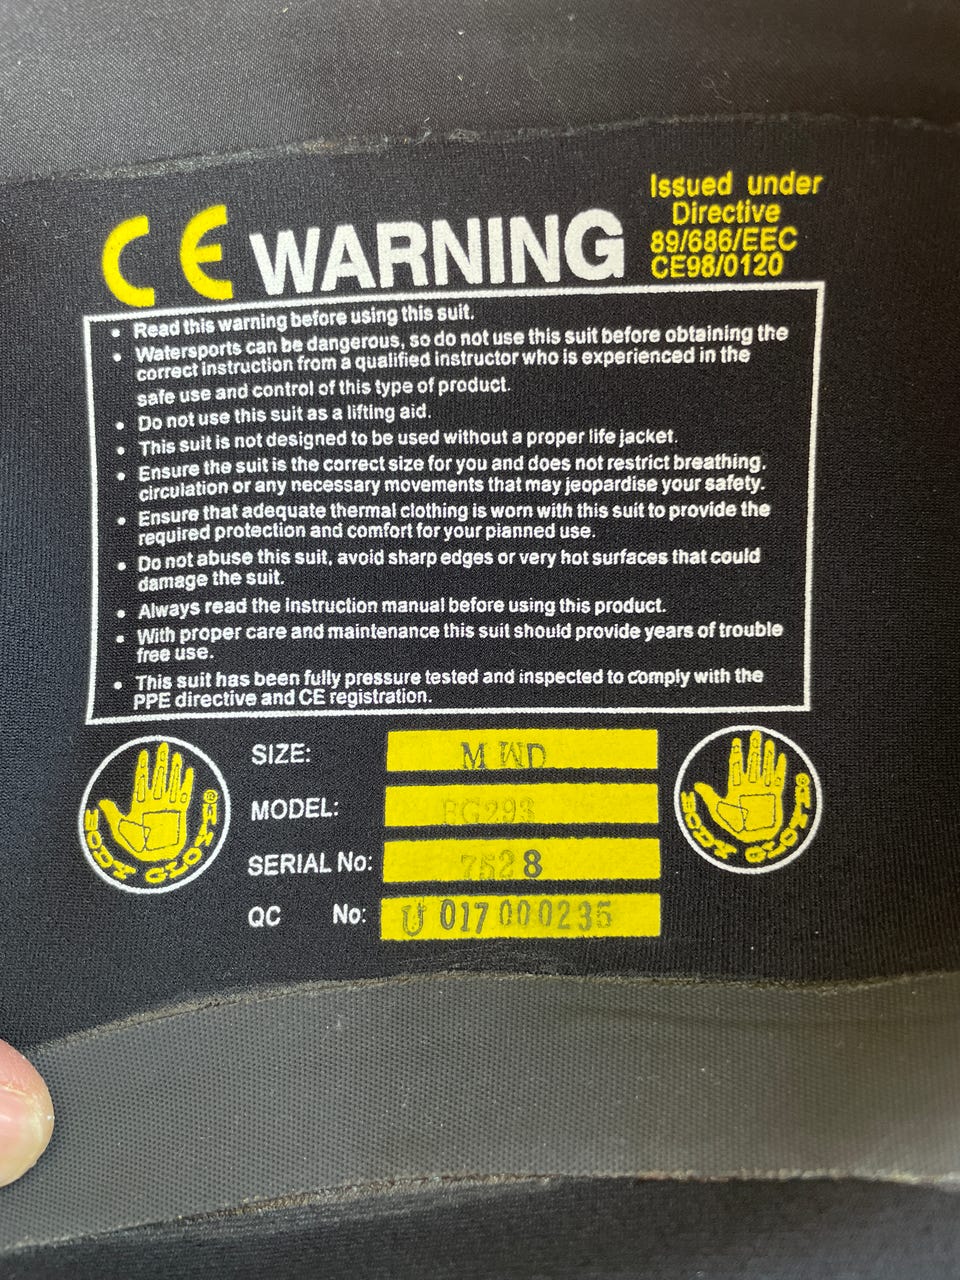 CE WARNING
Issued under
Directive
89/686/EEC
CE98/0120
• Read this warning before using this suit.
• Watersports can be dangerous, so do not use this suit before obtaining the
correct instruction from a qualified instructor who is experienced in the
safe use and control of this type of product.
• Do not use this suit as a lifting aid.
• This suit is not designed to be used without a proper life jacket.
• Ensure the suit is the correct size for you and does not restrict breathing.
circulation or any necessary movements that may jeopardise your safety.
• Ensure that adequate thermal clothing is worn with this suit to provide the
required protection and comfort for your planned use.
• Do not abuse this suit, avoid sharp edges or very hot surfaces that could
damage the suit.
• Always read the instruction manual before using this product.
• With proper care and maintenance this suit should provide years of trouble
free use.
• This suit has been fully pressure tested and inspected to comply with the
PPE directive and CE registration.
BODY GLOVE®
SIZE: M WD
MODEL: BG293
SERIAL No: 7528
QC No: U 017 000235
BODY GLOVE®